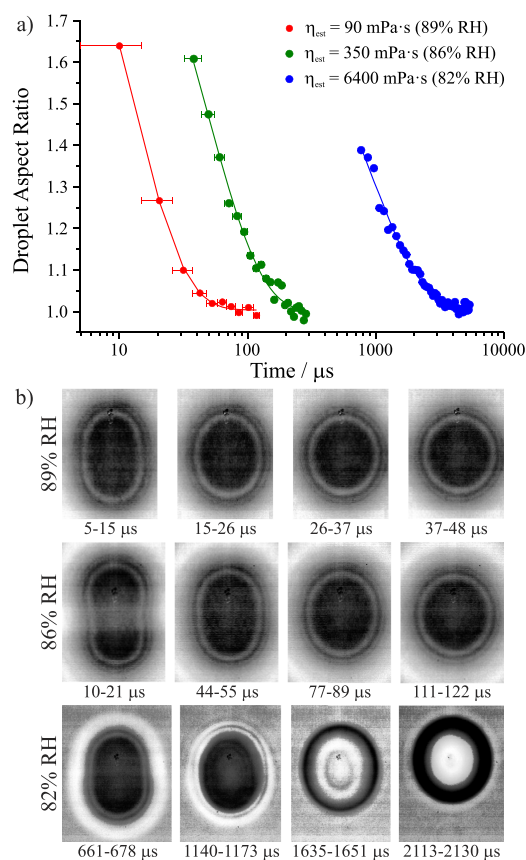 a)
1.7
1.6
1.5
1.4
1.3
1.2
1.1
1.0
Droplet Aspect Ratio
ηest = 90 mPa·s (89% RH)
ηest = 350 mPa·s (86% RH)
ηest = 6400 mPa·s (82% RH)
10 100 1000 10000
Time / μs
b)
89% RH
5-15 μs 15-26 μs 26-37 μs 37-48 μs
86% RH
10-21 μs 44-55 μs 77-89 μs 111-122 μs
82% RH
661-678 μs 1140-1173 μs 1635-1651 μs 2113-2130 μs